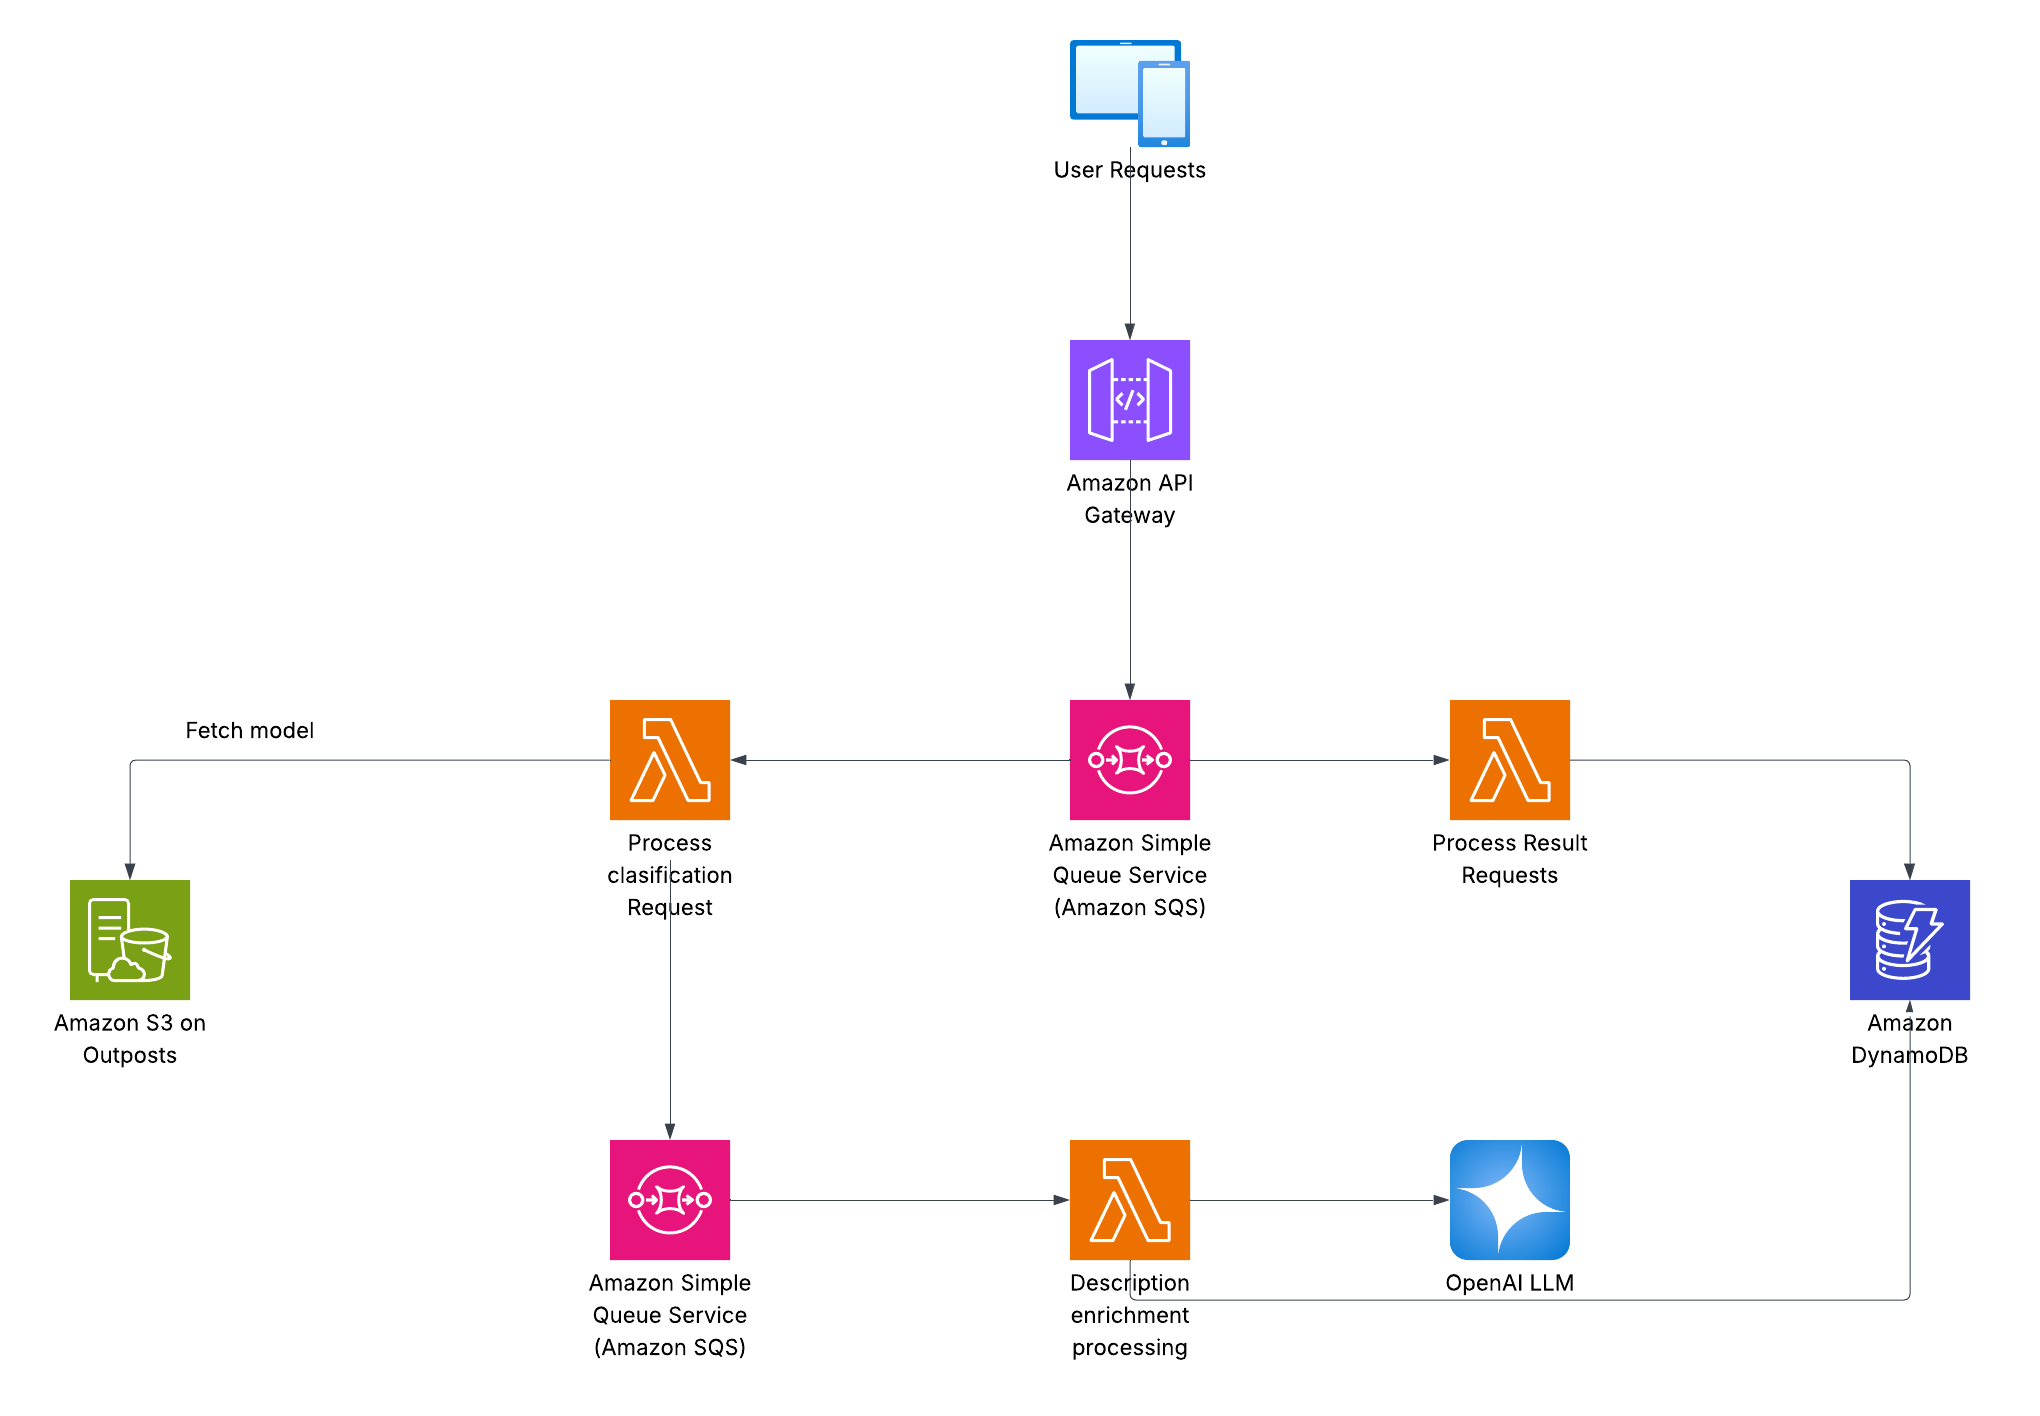 User Requests
Amazon API
Gateway
Fetch model
Process
clasification
Request
Amazon Simple
Queue Service
(Amazon SQS)
Process Result
Requests
Amazon S3 on
Outposts
Amazon
DynamoDB
Amazon Simple
Queue Service
(Amazon SQS)
Description
enrichment
processing
OpenAI LLM